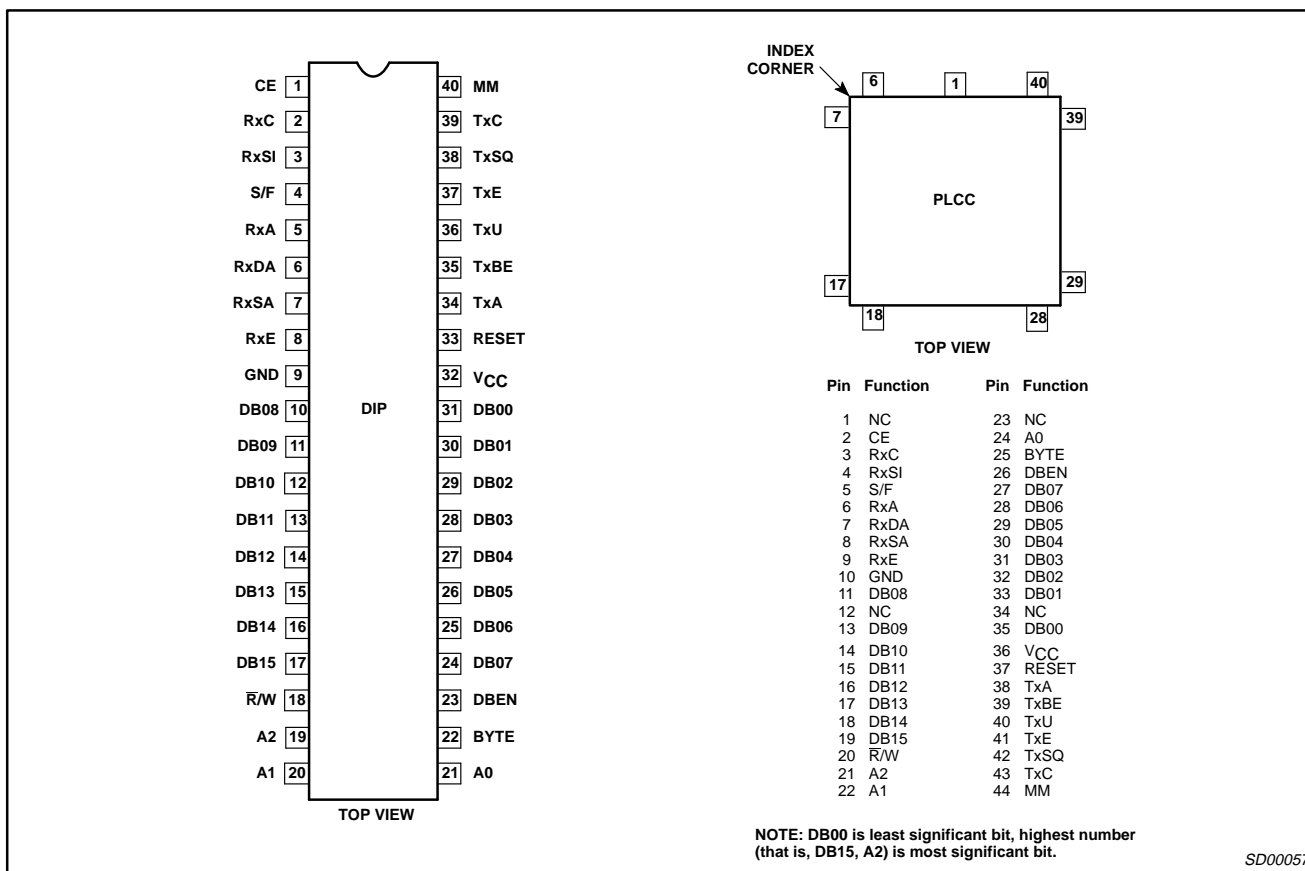 CE 1 40 MM
RxC 2 39 TxC
RxSI 3 38 TxSQ
S/F 4 37 TxE
RxA 5 36 TxU
RxDA 6 35 TxBE
RxSA 7 34 TxA
RxE 8 33 RESET
GND 9 32 VCC
DB08 10 DIP 31 DB00
DB09 11 30 DB01
DB10 12 29 DB02
DB11 13 28 DB03
DB12 14 27 DB04
DB13 15 26 DB05
DB14 16 25 DB06
DB15 17 24 DB07
R̅/W 18 23 DBEN
A2 19 22 BYTE
A1 20 21 A0
TOP VIEW
INDEX
CORNER
6 1 40
7 39
PLCC
17 29
18 28
TOP VIEW
Pin Function Pin Function
1 NC 23 NC
2 CE 24 A0
3 RxC 25 BYTE
4 RxSI 26 DBEN
5 S/F 27 DB07
6 RxA 28 DB06
7 RxDA 29 DB05
8 RxSA 30 DB04
9 RxE 31 DB03
10 GND 32 DB02
11 DB08 33 DB01
12 NC 34 NC
13 DB09 35 DB00
14 DB10 36 VCC
15 DB11 37 RESET
16 DB12 38 TxA
17 DB13 39 TxBE
18 DB14 40 TxU
19 DB15 41 TxE
20 R̅/W 42 TxSQ
21 A2 43 TxC
22 A1 44 MM
NOTE: DB00 is least significant bit, highest number
(that is, DB15, A2) is most significant bit.
SD00057